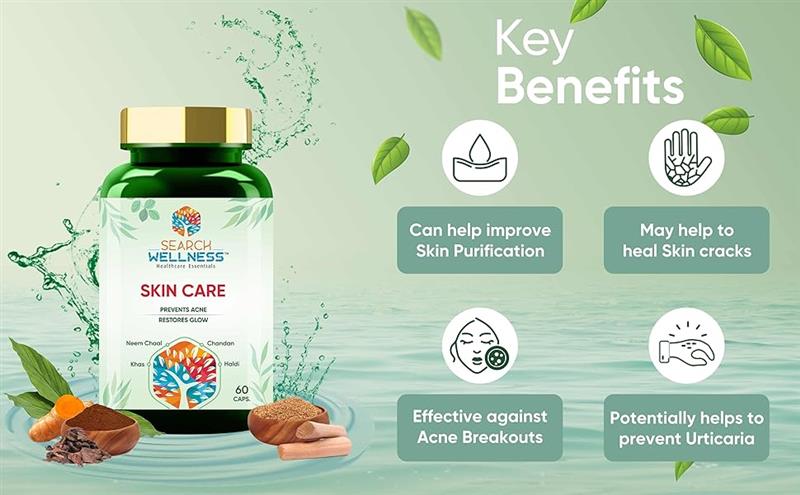 Key
Benefits
SEARCH
WELLNESS™
Healthcare Essentials
SKIN CARE
PREVENTS ACNE
RESTORES GLOW
Neem Chaal
Chandan
Khas
Haldi
60
CAPS.
Can help improve
Skin Purification
May help to
heal Skin cracks
Effective against
Acne Breakouts
Potentially helps to
prevent Urticaria